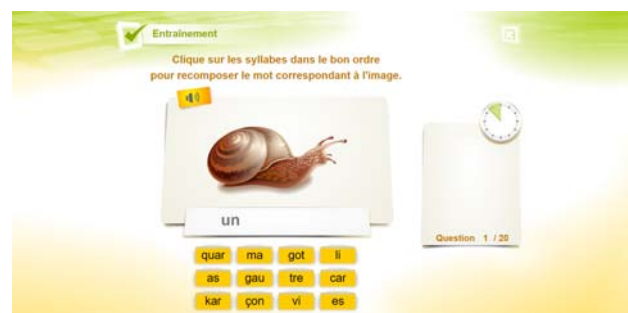 Entraînement
Clique sur les syllabes dans le bon ordre
pour recomposer le mot correspondant à l'image.
un
quar ma got li
as gau tre car
kar çon vi es
Question 1 / 20